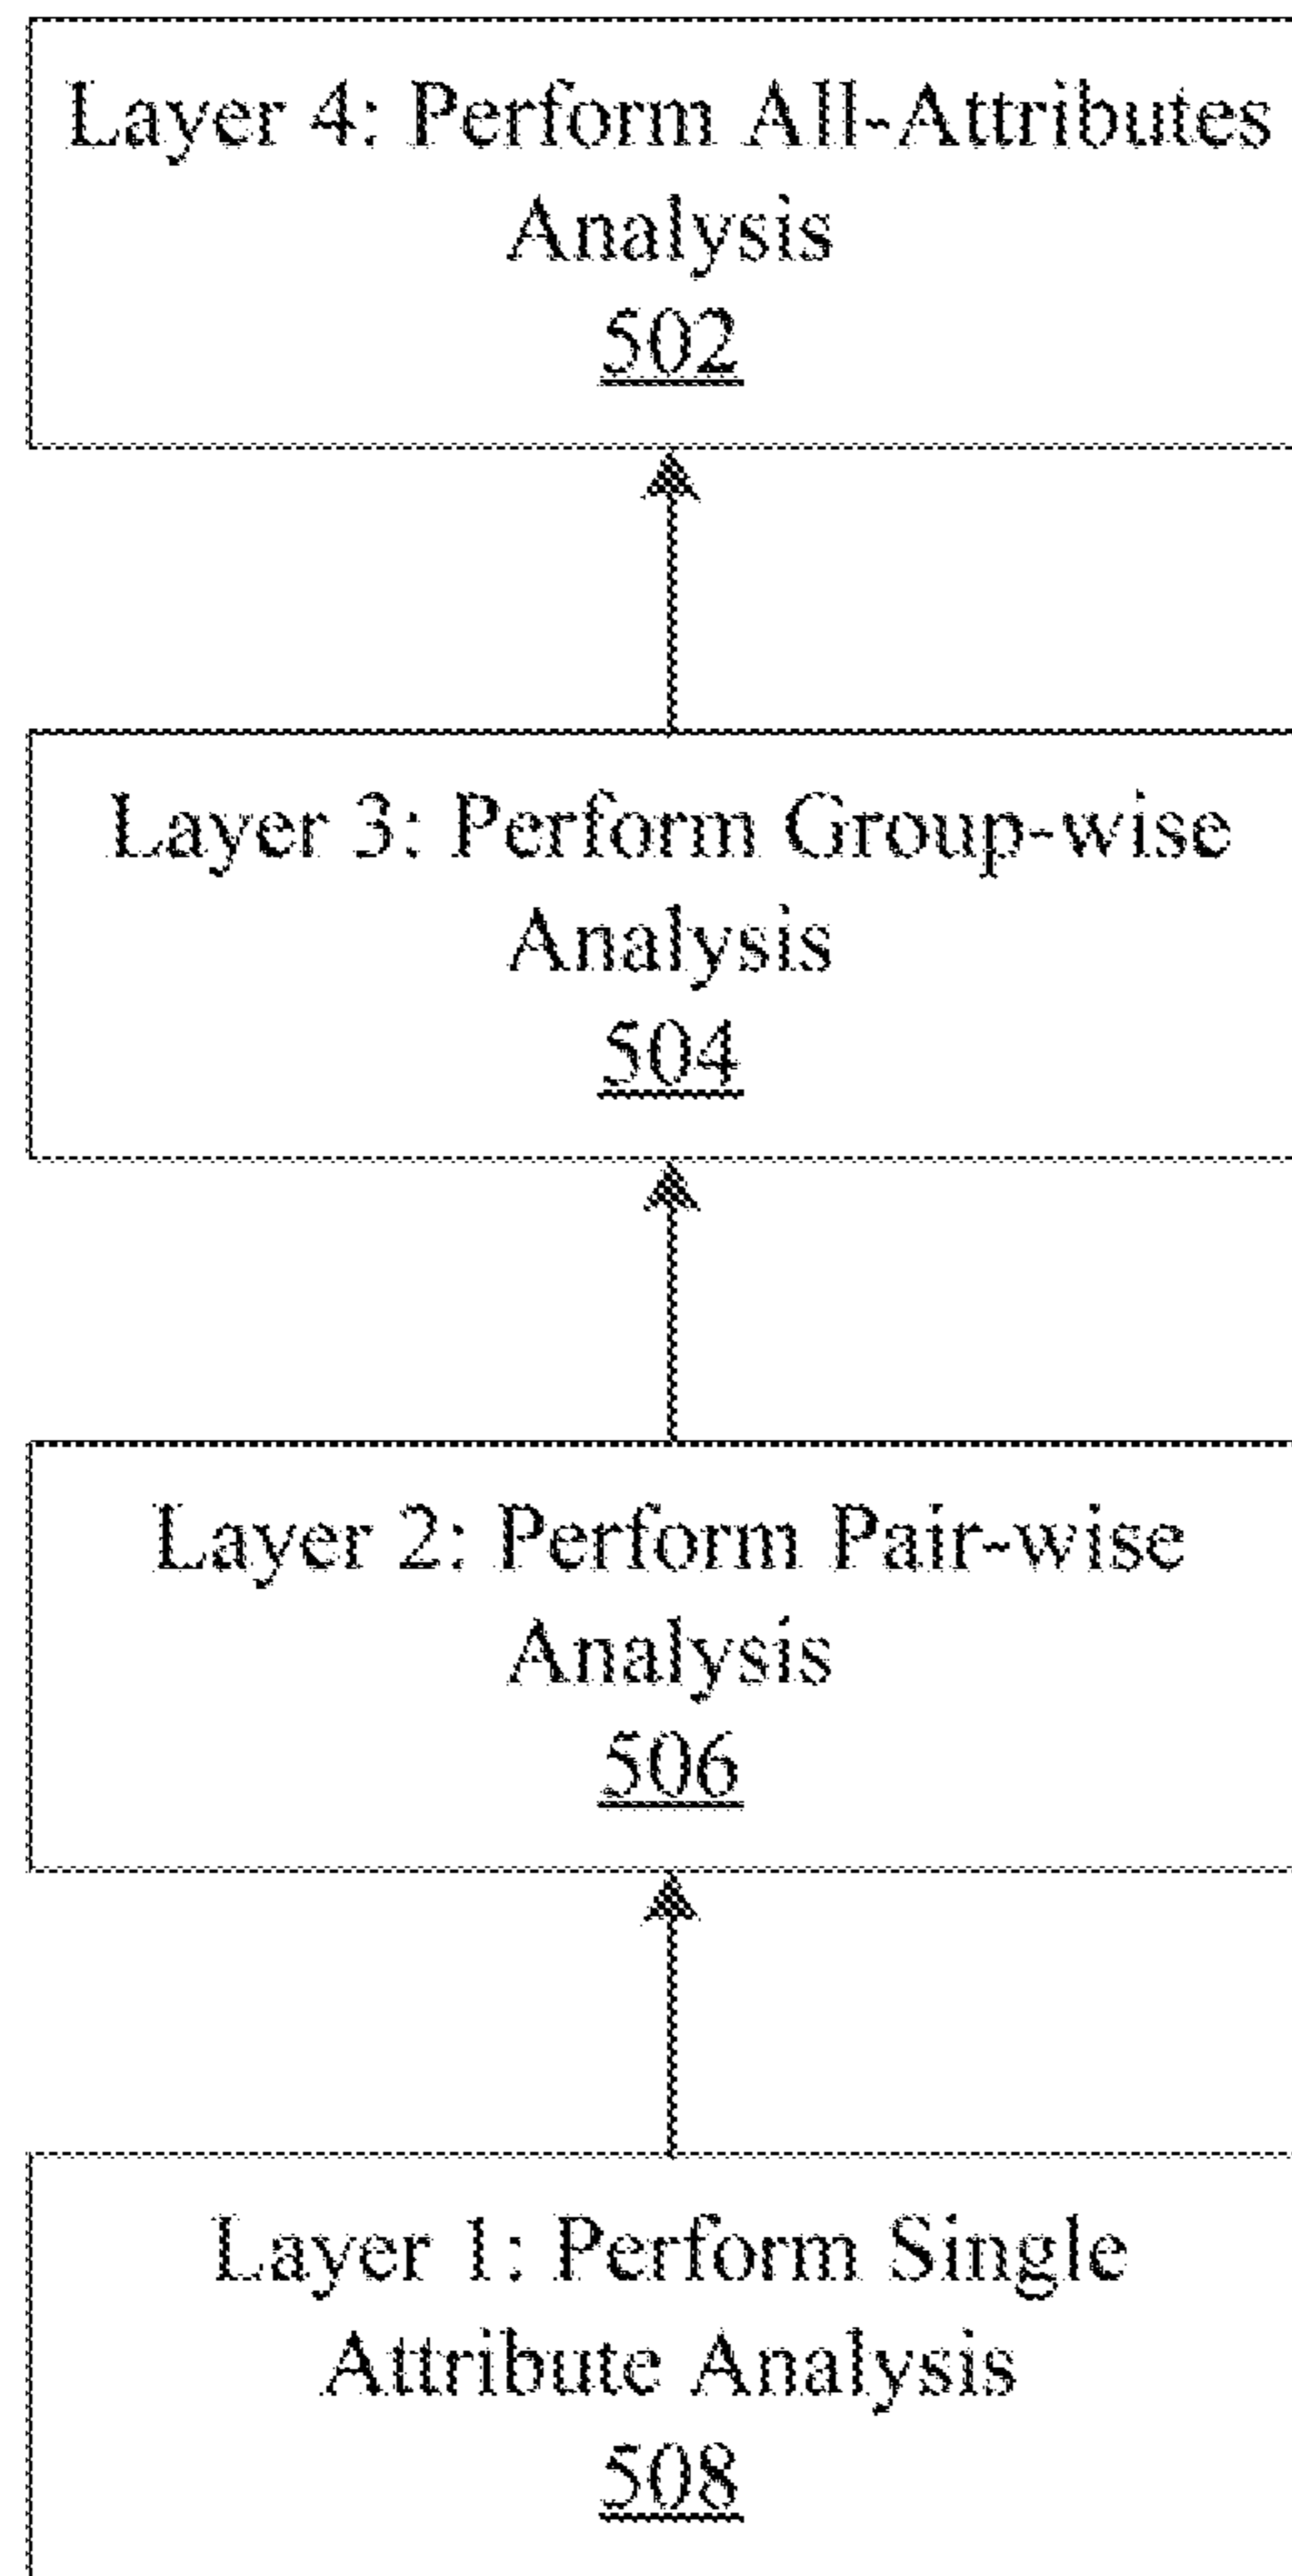 Layer 4: Perform All-Attributes
Analysis
502
Layer 3: Perform Group-wise
Analysis
504
Layer 2: Perform Pair-wise
Analysis
506
Layer 1: Perform Single
Attribute Analysis
508